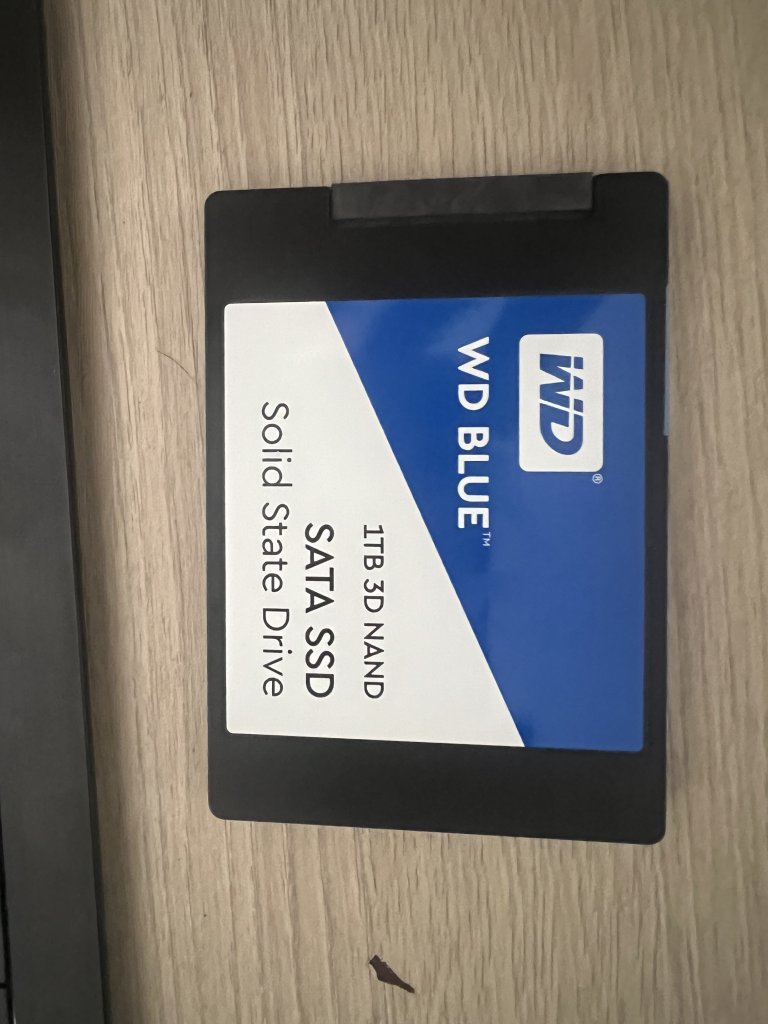 WD®
WD BLUE™
1TB 3D NAND
SATA SSD
Solid State Drive